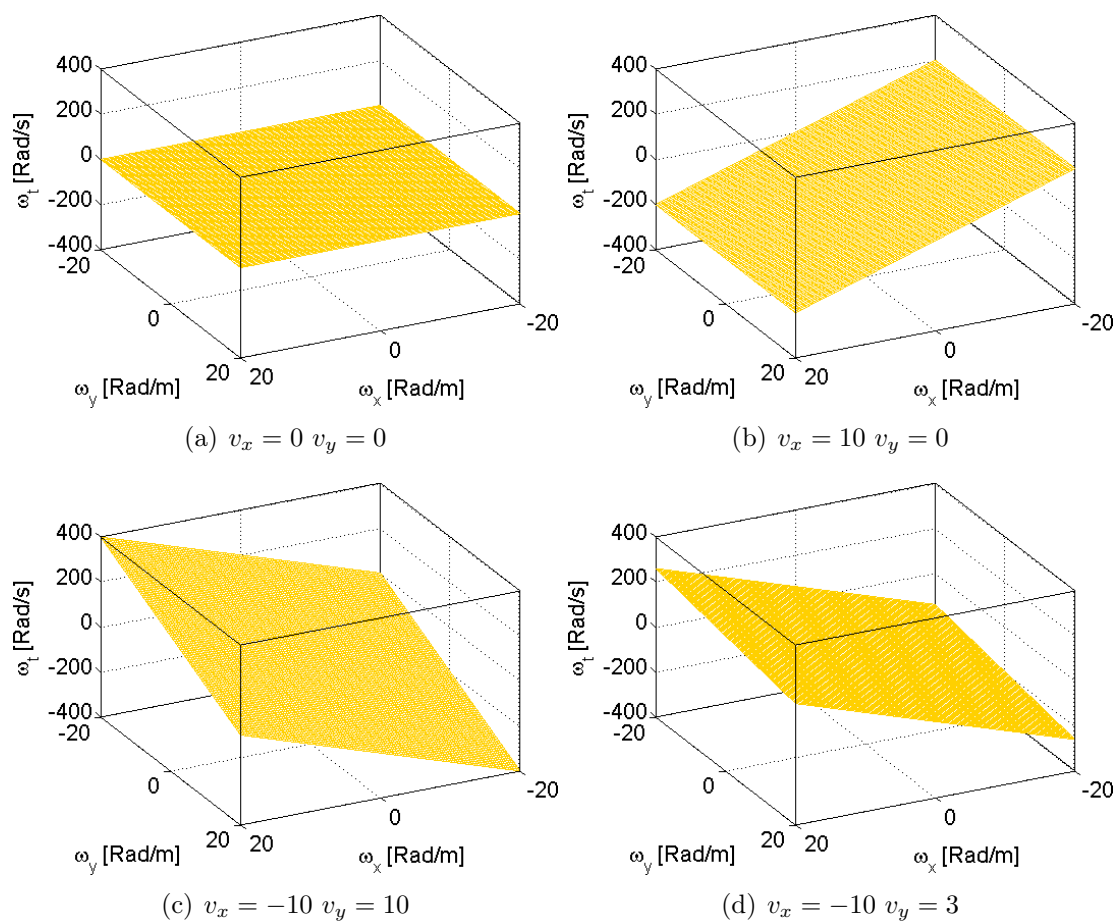 400
200
0
-200
-400
ω_t [Rad/s]
-20
0
20
ω_y [Rad/m]
20
0
-20
ω_x [Rad/m]
(a) v_x = 0 v_y = 0
400
200
0
-200
-400
ω_t [Rad/s]
-20
0
20
ω_y [Rad/m]
20
0
-20
ω_x [Rad/m]
(b) v_x = 10 v_y = 0
400
200
0
-200
-400
ω_t [Rad/s]
-20
0
20
ω_y [Rad/m]
20
0
-20
ω_x [Rad/m]
(c) v_x = −10 v_y = 10
400
200
0
-200
-400
ω_t [Rad/s]
-20
0
20
ω_y [Rad/m]
20
0
-20
ω_x [Rad/m]
(d) v_x = −10 v_y = 3